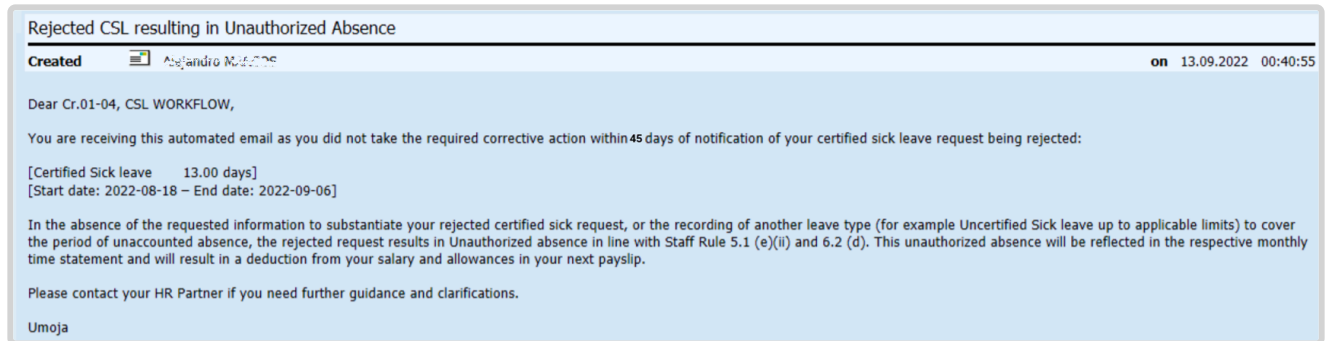 Rejected CSL resulting in Unauthorized Absence
Created on 13.09.2022 00:40:55
Dear Cr.01-04, CSL WORKFLOW,
You are receiving this automated email as you did not take the required corrective action within 45 days of notification of your certified sick leave request being rejected:
[Certified Sick leave 13.00 days]
[Start date: 2022-08-18 – End date: 2022-09-06]
In the absence of the requested information to substantiate your rejected certified sick request, or the recording of another leave type (for example Uncertified Sick leave up to applicable limits) to cover
the period of unaccounted absence, the rejected request results in Unauthorized absence in line with Staff Rule 5.1 (e)(ii) and 6.2 (d). This unauthorized absence will be reflected in the respective monthly
time statement and will result in a deduction from your salary and allowances in your next payslip.
Please contact your HR Partner if you need further guidance and clarifications.
Umoja